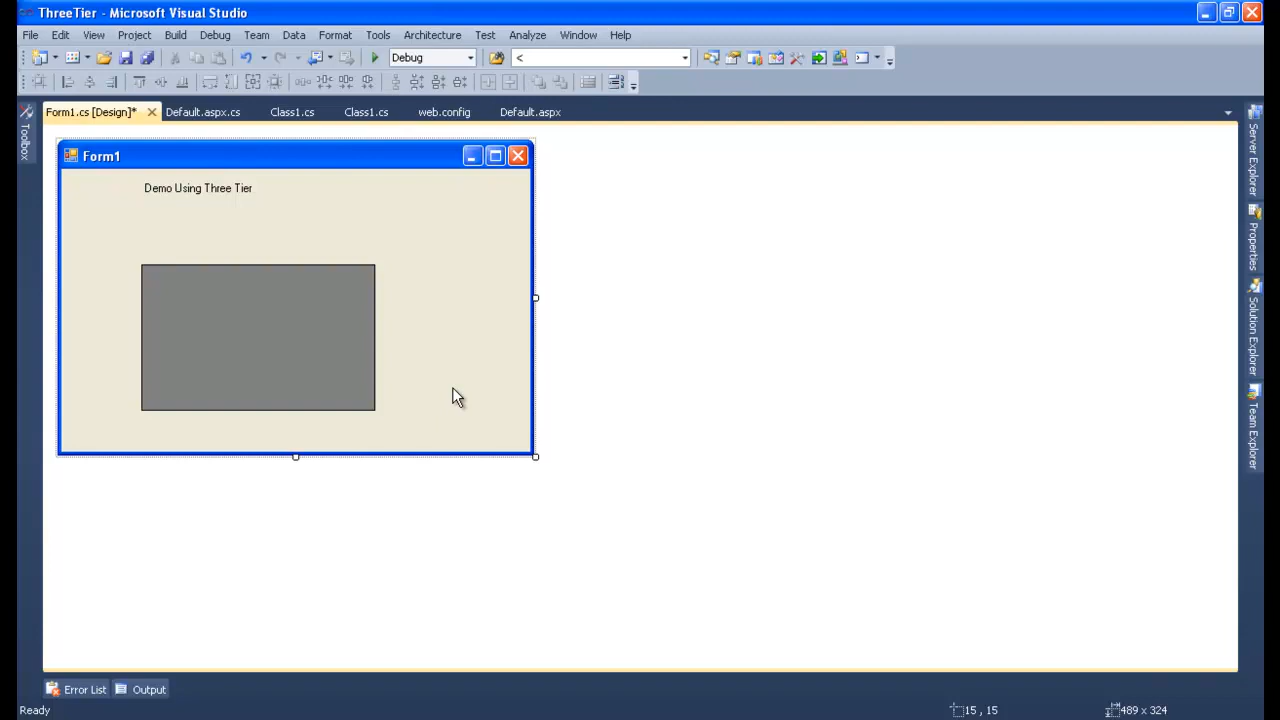 ThreeTier - Microsoft Visual Studio
File Edit View Project Build Debug Team Data Format Tools Architecture Test Analyze Window Help
Debug <
Form1.cs [Design]* Default.aspx.cs Class1.cs Class1.cs web.config Default.aspx
Toolbox
Form1
Demo Using Three Tier
Server Explorer
Properties
Solution Explorer
Team Explorer
Error List Output
Ready 15 , 15 489 x 324